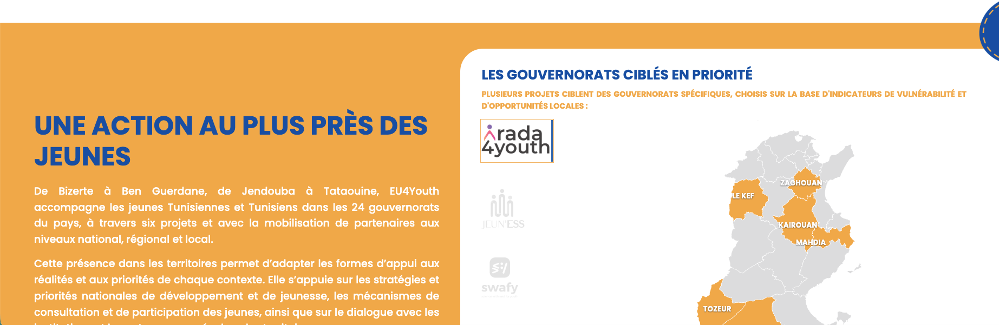 UNE ACTION AU PLUS PRÈS DES
JEUNES
De Bizerte à Ben Guerdane, de Jendouba à Tataouine, EU4Youth
accompagne les jeunes Tunisiennes et Tunisiens dans les 24 gouvernorats
du pays, à travers six projets et avec la mobilisation de partenaires aux
niveaux national, régional et local.
Cette présence dans les territoires permet d’adapter les formes d’appui aux
réalités et aux priorités de chaque contexte. Elle s’appuie sur les stratégies et
priorités nationales de développement et de jeunesse, les mécanismes de
consultation et de participation des jeunes, ainsi que sur le dialogue avec les
LES GOUVERNORATS CIBLÉS EN PRIORITÉ
PLUSIEURS PROJETS CIBLENT DES GOUVERNORATS SPÉCIFIQUES, CHOISIS SUR LA BASE D'INDICATEURS DE VULNÉRABILITÉ ET
D'OPPORTUNITÉS LOCALES :
irada
4youth
JEUN'ESS
swafy
ZAGHOUAN
LE KEF
KAIROUAN
MAHDIA
TOZEUR